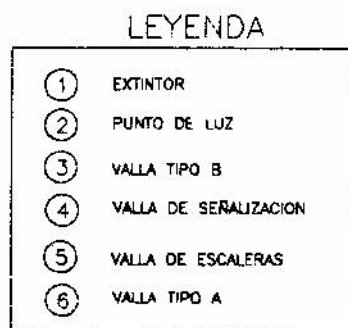 LEYENDA
1 EXTINTOR
2 PUNTO DE LUZ
3 VALLA TIPO B
4 VALLA DE SEÑALIZACION
5 VALLA DE ESCALERAS
6 VALLA TIPO A